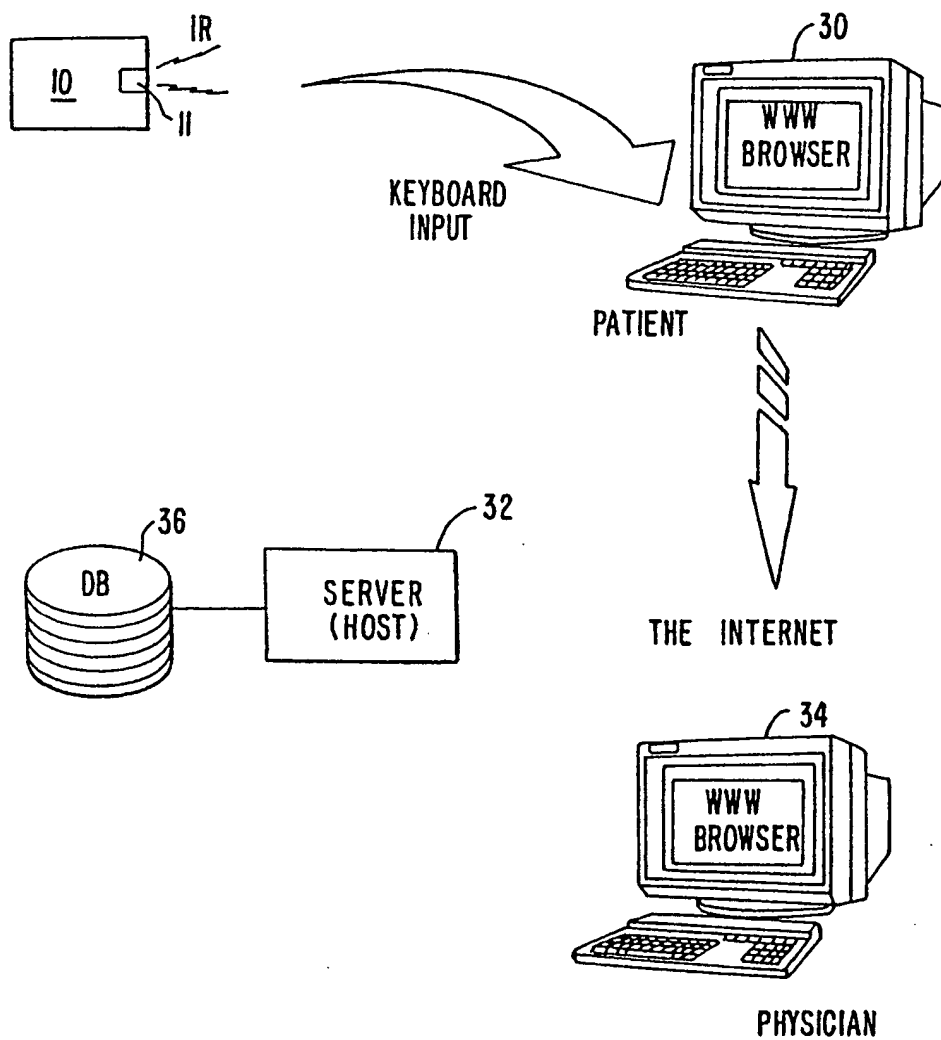 IR
10
11
KEYBOARD
INPUT
30
WWW
BROWSER
PATIENT
36
DB
32
SERVER
(HOST)
THE INTERNET
34
WWW
BROWSER
PHYSICIAN